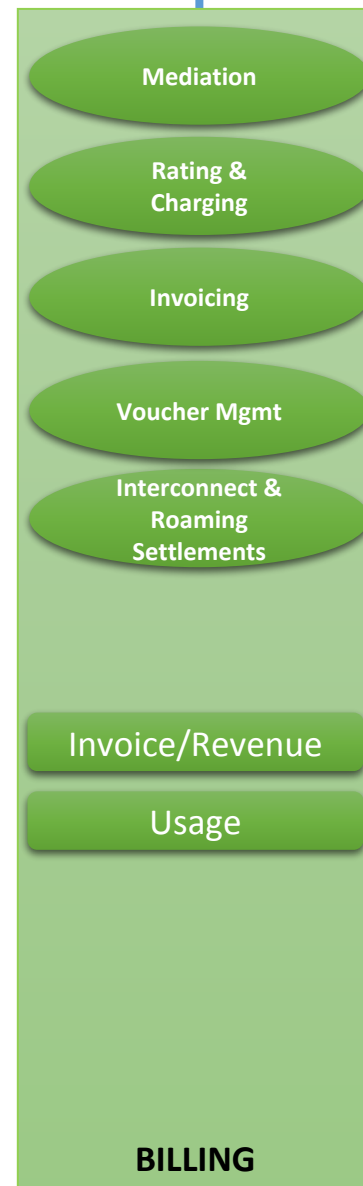 Mediation
Rating &
Charging
Invoicing
Voucher Mgmt
Interconnect &
Roaming
Settlements
Invoice/Revenue
Usage
BILLING